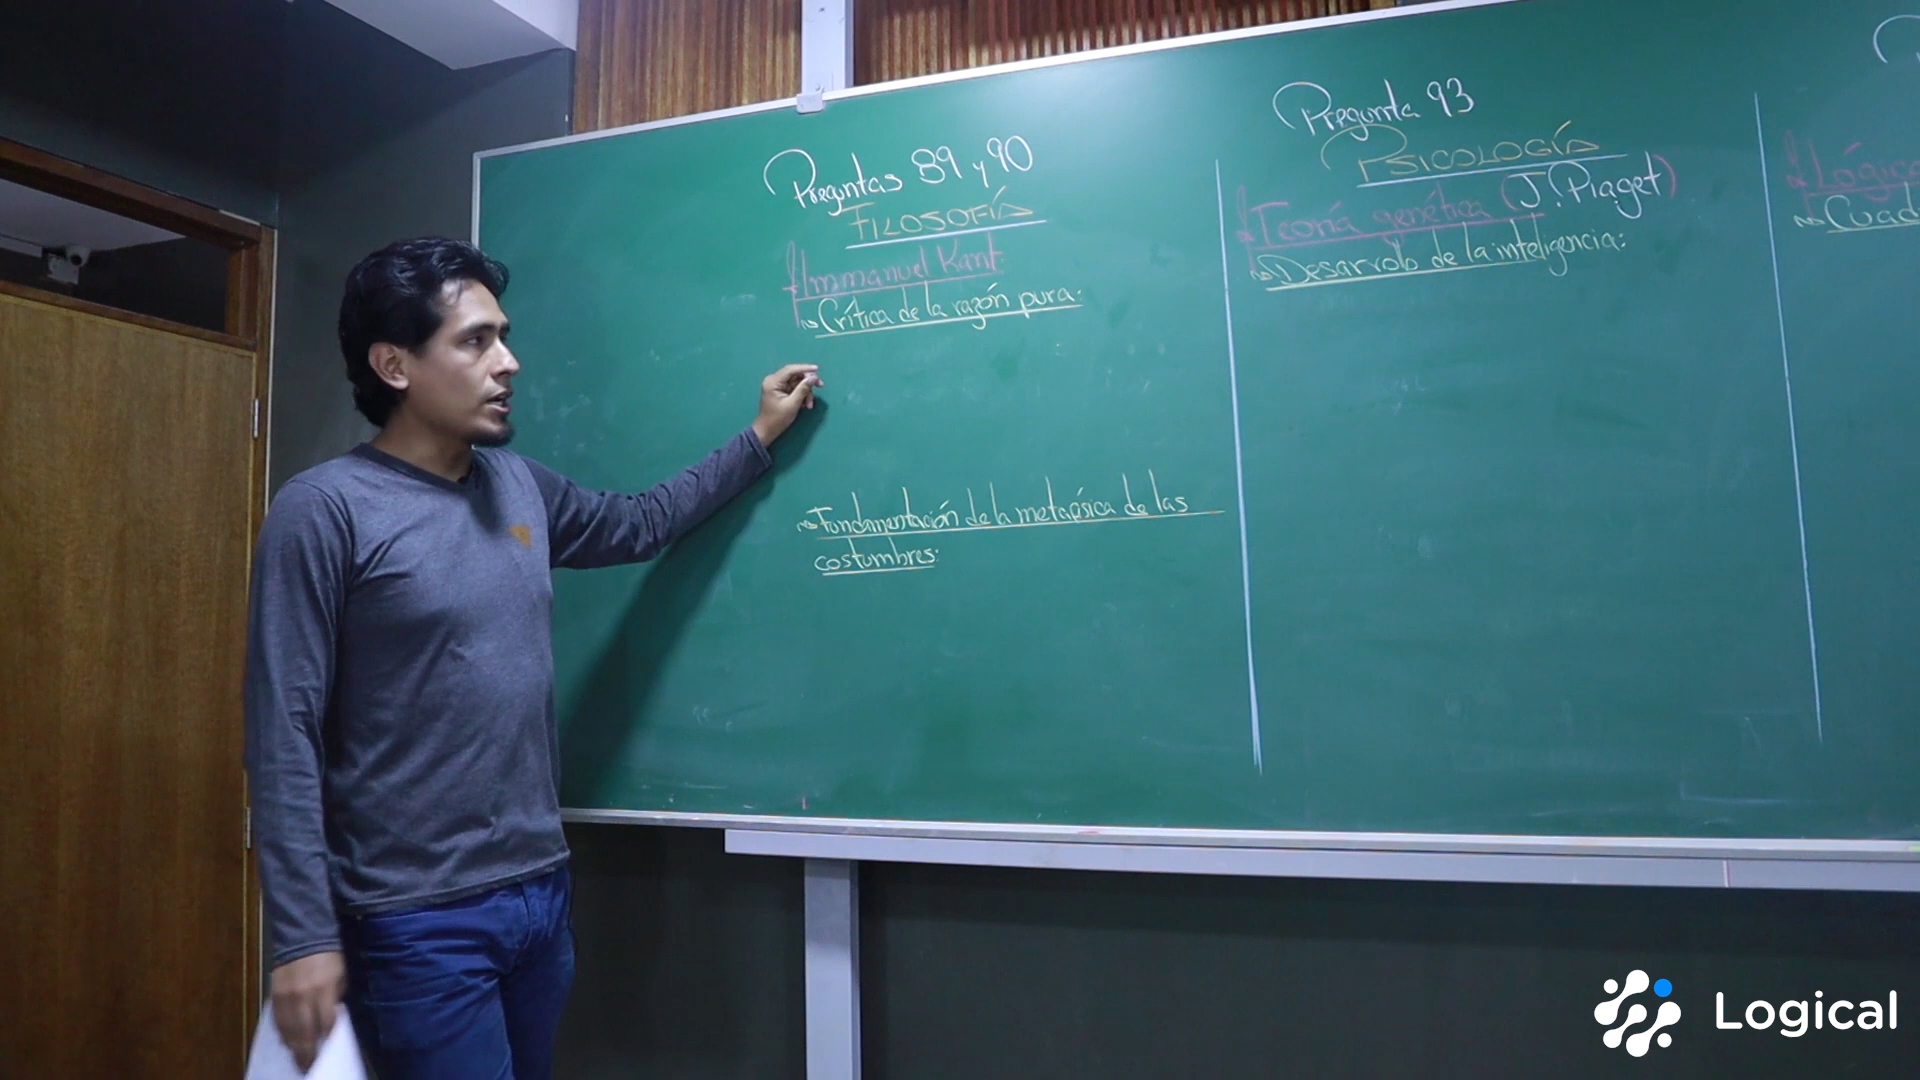 Preguntas 89 y 90
FILOSOFÍA
Immanuel Kant
Crítica de la razón pura:
Fundamentación de la metafísica de las
costumbres:
Pregunta 93
PSICOLOGÍA
Teoría genética (J. Piaget)
Desarrollo de la inteligencia:
Lógica
Cuad
Logical